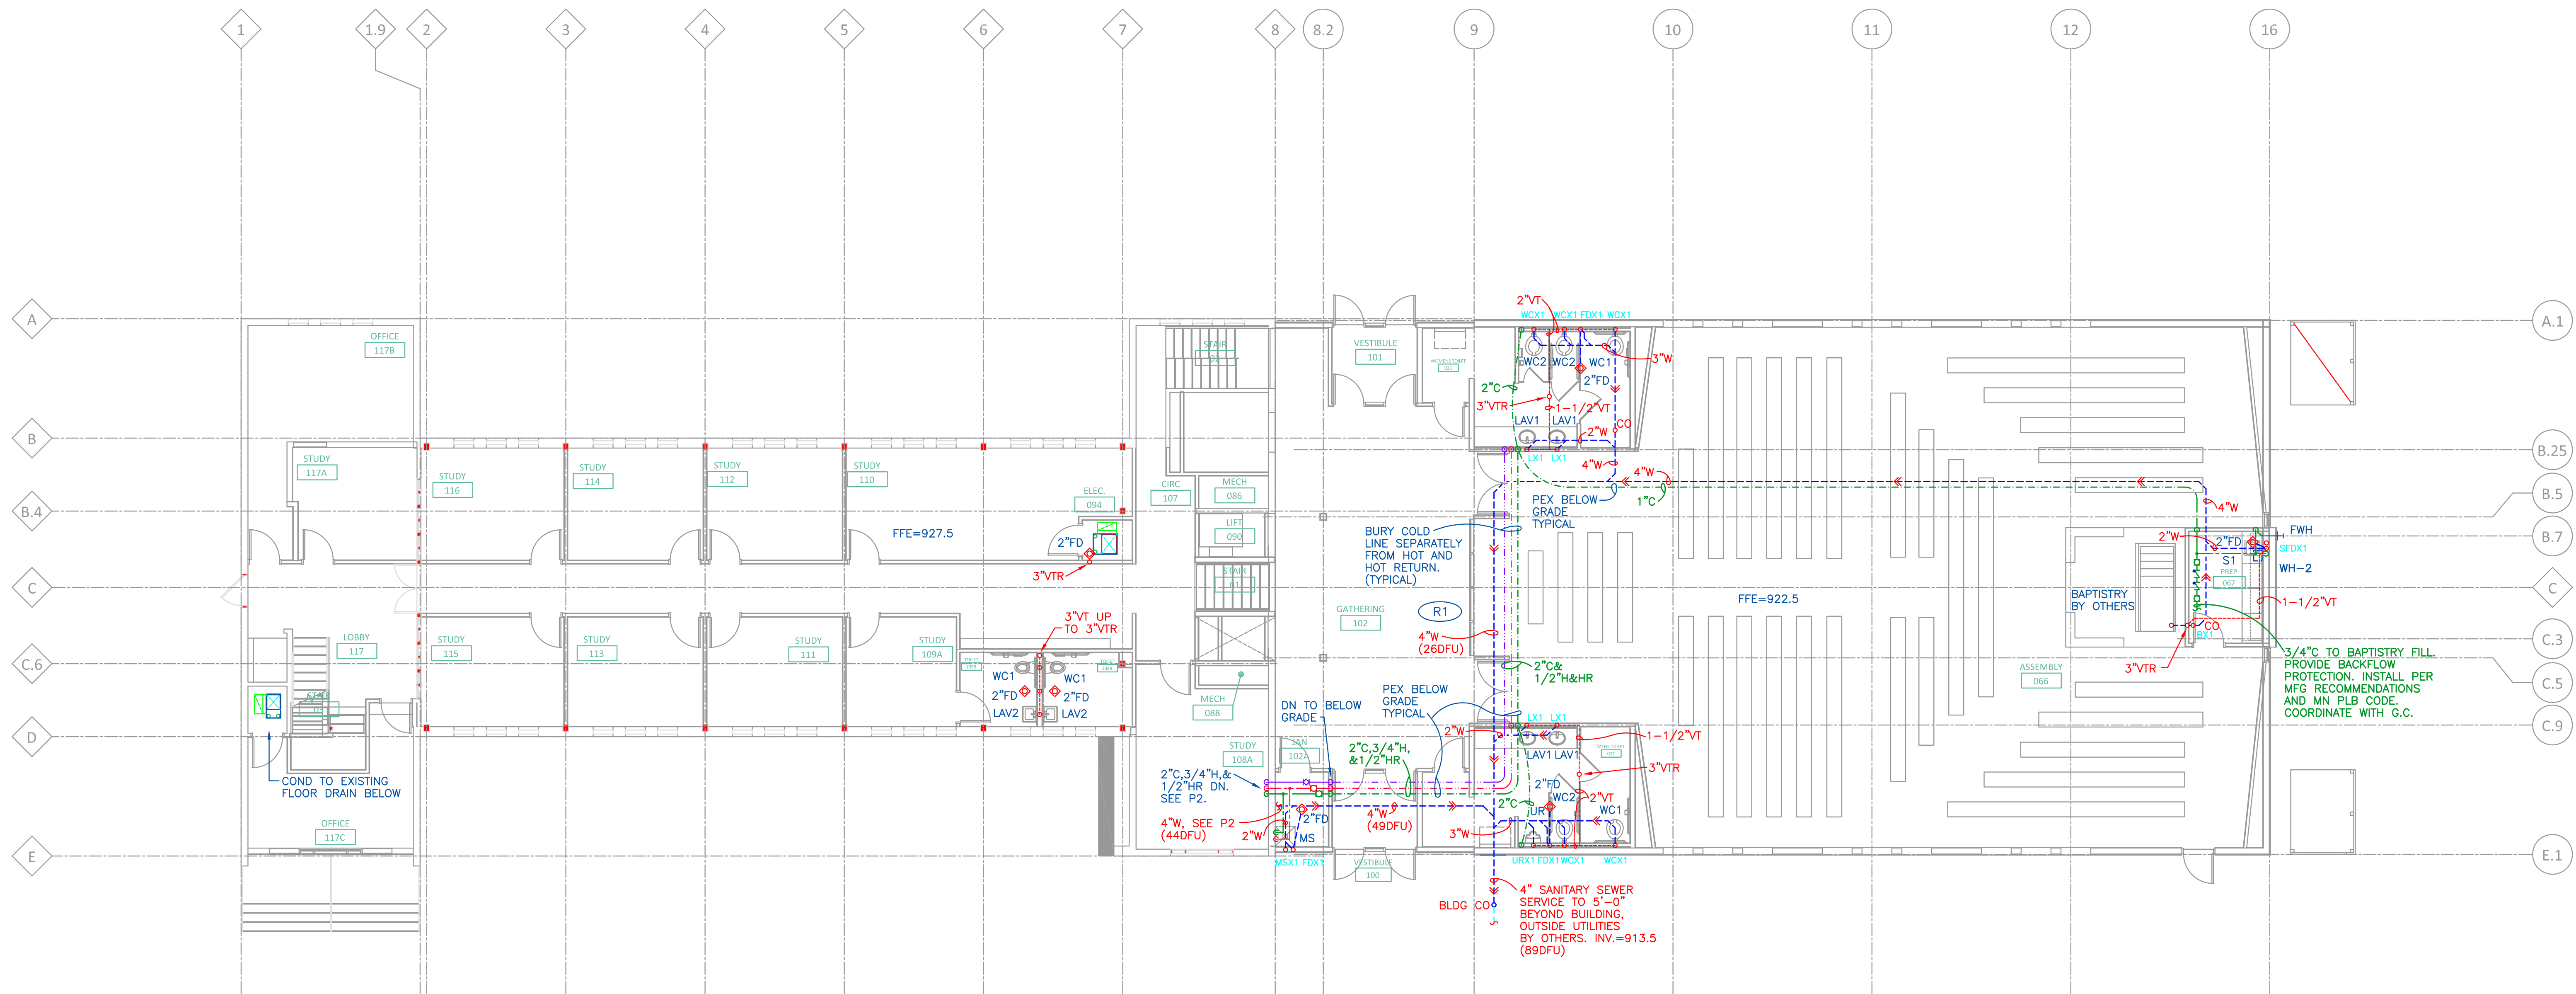 1
1.9
2
3
4
5
6
7
8
8.2
9
10
11
12
16
A
B
B.4
C
C.6
D
E
A.1
B.25
B.5
B.7
C
C.3
C.5
C.9
E.1
OFFICE
117B
STUDY
117A
STUDY
116
STUDY
114
STUDY
112
STUDY
110
ELEC.
094
FFE=927.5
2"FD
3"VTR
CIRC
107
STAIR
MECH
086
LIFT
090
STAIR
01
MECH
088
LOBBY
117
STAIR
STUDY
115
STUDY
113
STUDY
111
STUDY
109A
TOILET
TOILET
3"VT UP
TO 3"VTR
WC1
WC1
2"FD
2"FD
LAV2
LAV2
COND TO EXISTING
FLOOR DRAIN BELOW
OFFICE
117C
VESTIBULE
101
WOMENS TOILET
2"VT
WCX1
WCX1
FDX1
WCX1
WC2
WC2
WC1
3"W
2"FD
2"C
3"VTR
1-1/2"VT
LAV1
LAV1
CO
2"W
LX1
LX1
4"W
4"W
1"C
PEX BELOW
GRADE
TYPICAL
BURY COLD
LINE SEPARATELY
FROM HOT AND
HOT RETURN.
(TYPICAL)
R1
GATHERING
102
4"W
(26DFU)
2"C&
1/2"H&HR
PEX BELOW
GRADE
TYPICAL
DN TO BELOW
GRADE
STUDY
108A
JAN
102A
2"C,3/4"H,
&1/2"HR
2"C,3/4"H,&
1/2"HR DN.
SEE P2.
4"W, SEE P2
(44DFU)
2"W
2"FD
MS
MSX1
FDX1
4"W
(49DFU)
VESTIBULE
100
LX1
LX1
2"W
LAV1
LAV1
MENS TOILET
1-1/2"VT
3"VTR
2"FD
WC2
2"VT
2"C
UR
WC1
3"W
URX1
FDX1
WCX1
WCX1
BLDG CO
4" SANITARY SEWER
SERVICE TO 5'-0"
BEYOND BUILDING,
OUTSIDE UTILITIES
BY OTHERS. INV.=913.5
(89DFU)
FFE=922.5
ASSEMBLY
066
BAPTISTRY
BY OTHERS
4"W
2"W
2"FD
FWH
SFDX1
S1
WH-2
PREP
067
1-1/2"VT
CO
BX1
3"VTR
3/4"C TO BAPTISTRY FILL.
PROVIDE BACKFLOW
PROTECTION. INSTALL PER
MFG RECOMMENDATIONS
AND MN PLB CODE.
COORDINATE WITH G.C.